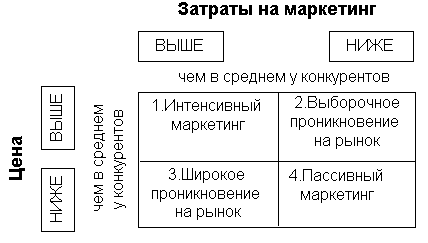 Затраты на маркетинг
ВЫШЕ
НИЖЕ
чем в среднем у конкурентов
Цена
ВЫШЕ
НИЖЕ
чем в среднем
у конкурентов
1.Интенсивный
маркетинг
2.Выборочное
проникновение
на рынок
3.Широкое
проникновение
на рынок
4.Пассивный
маркетинг